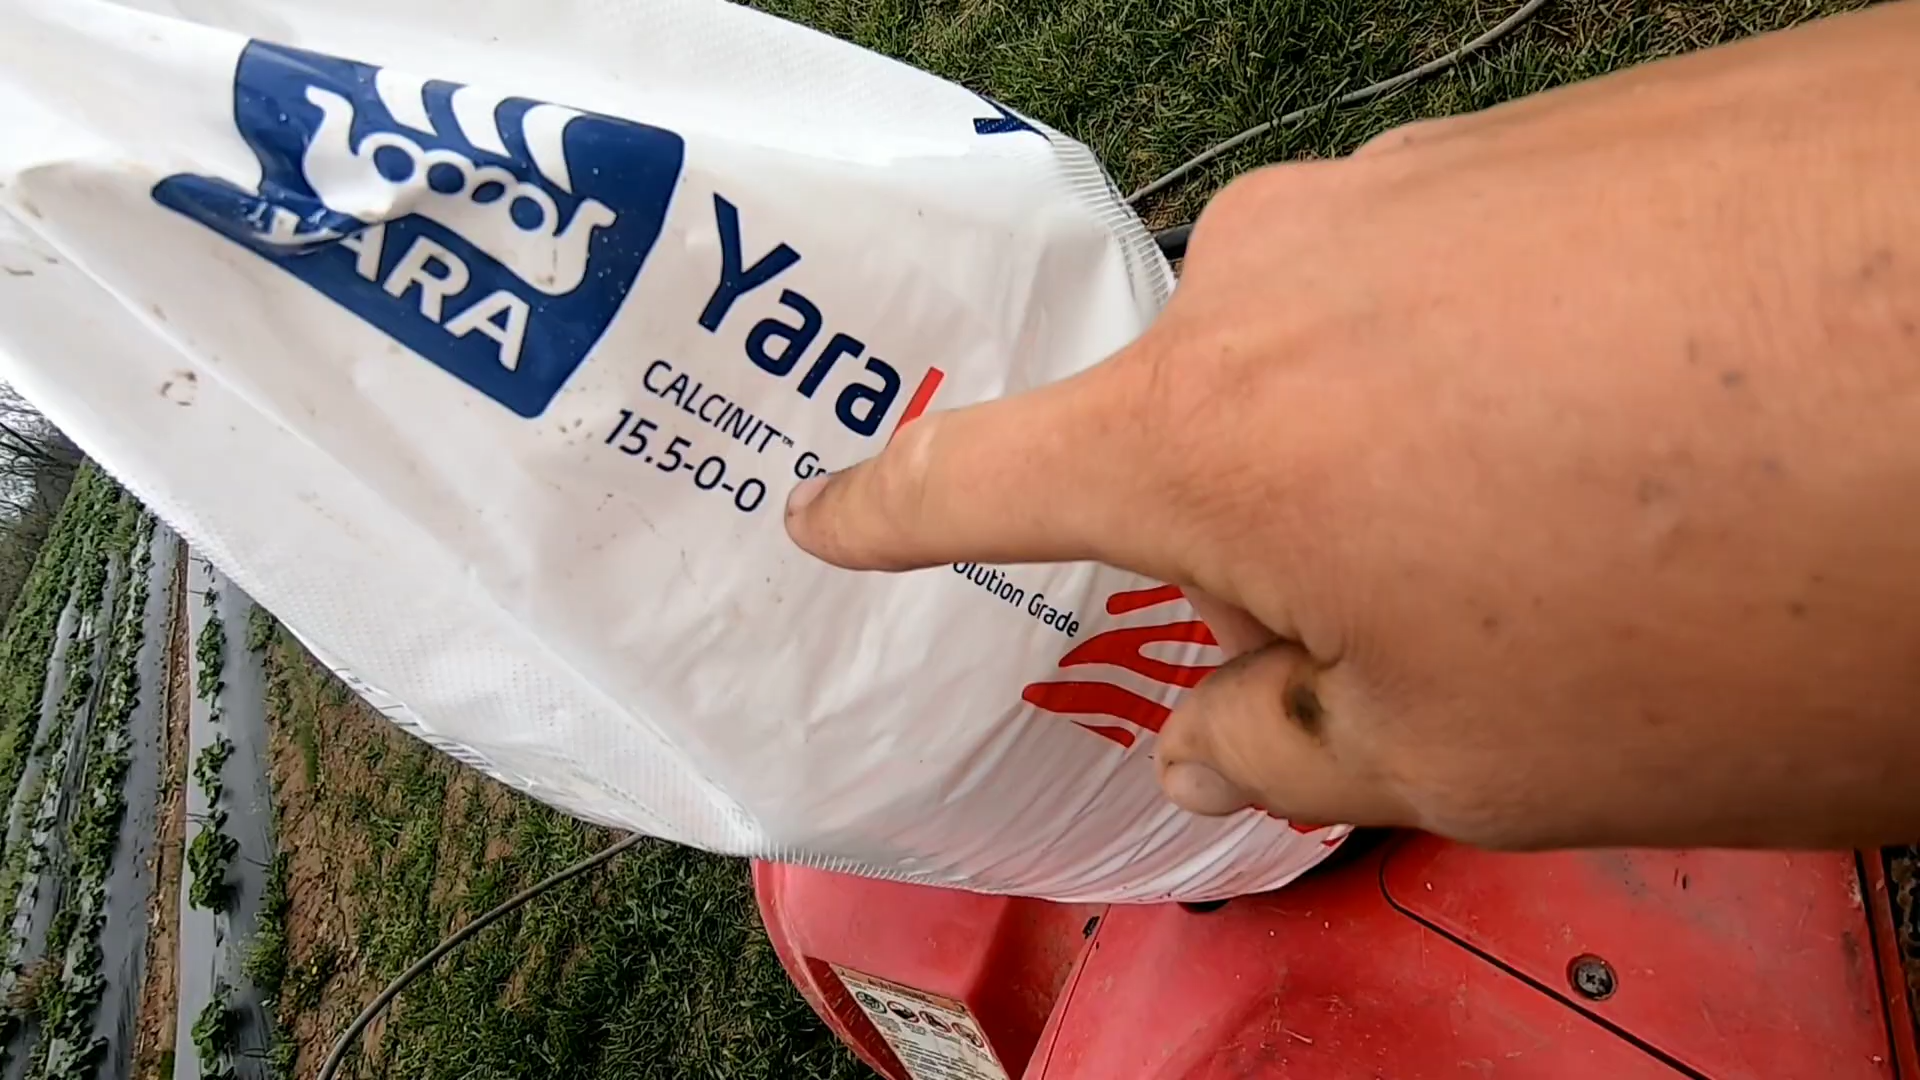 YARA
Yara
CALCINIT™
15.5-0-0
olution Grade